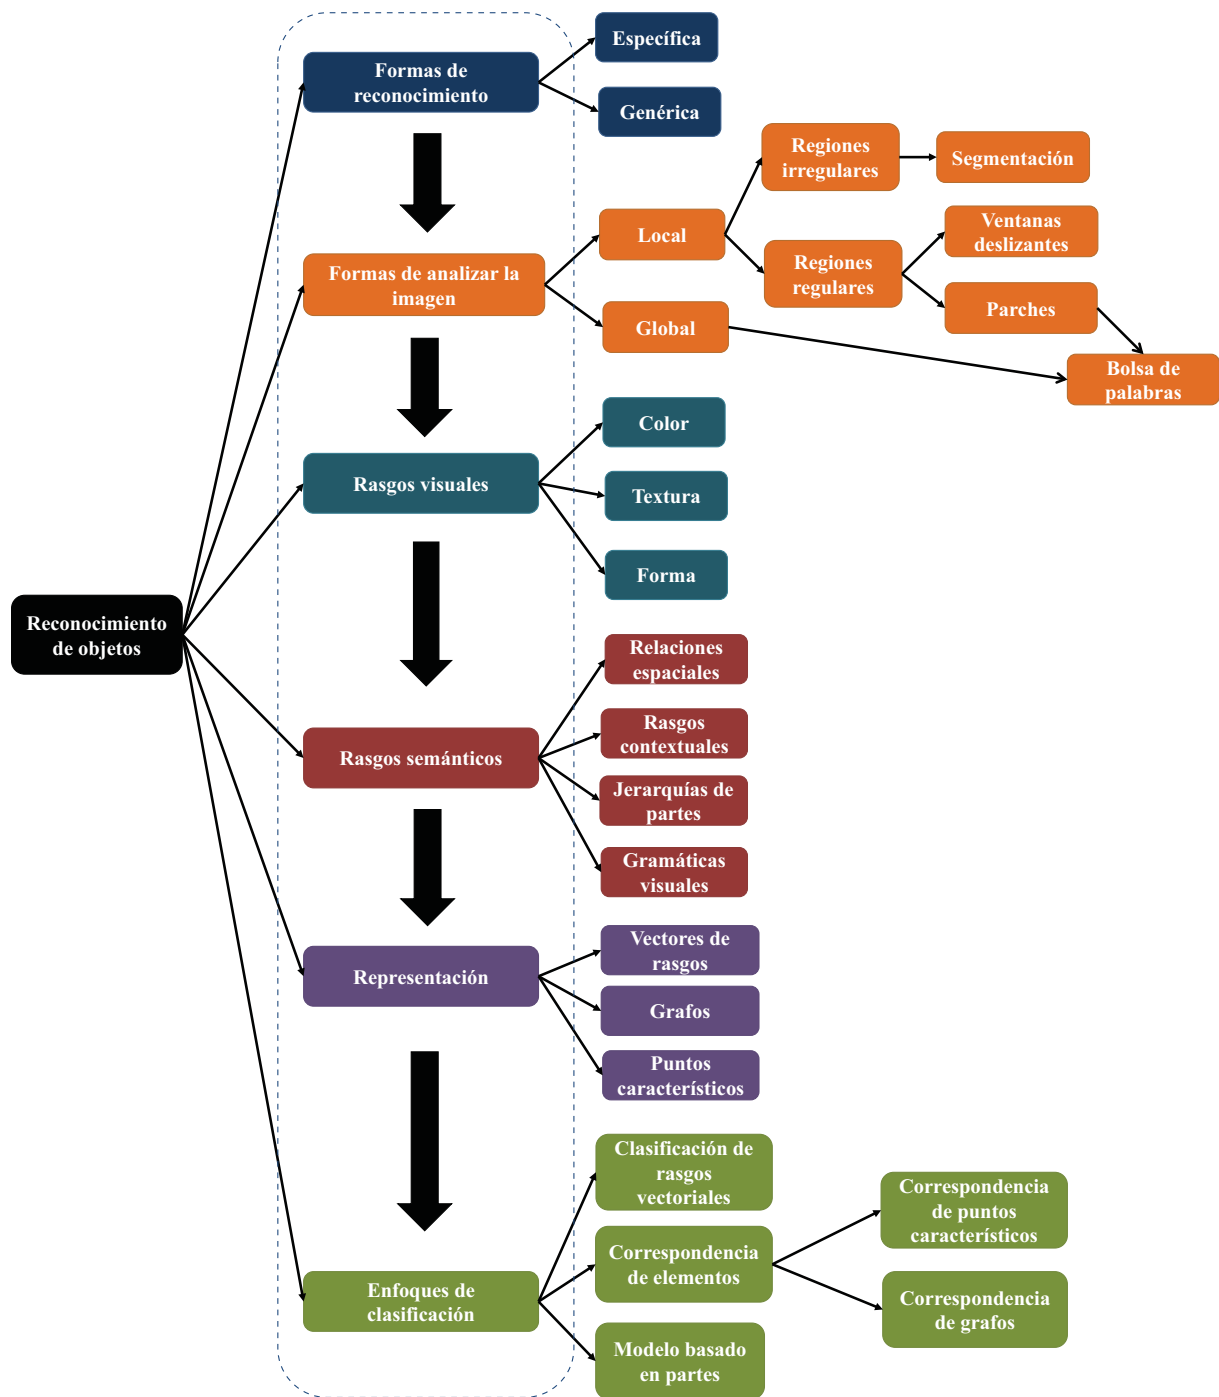 Reconocimiento
de objetos
Formas de
reconocimiento
Específica
Genérica
Formas de analizar la
imagen
Local
Regiones
irregulares
Segmentación
Regiones
regulares
Ventanas
deslizantes
Parches
Global
Bolsa de
palabras
Rasgos visuales
Color
Textura
Forma
Rasgos semánticos
Relaciones
espaciales
Rasgos
contextuales
Jerarquías de
partes
Gramáticas
visuales
Representación
Vectores de
rasgos
Grafos
Puntos
característicos
Enfoques de
clasificación
Clasificación de
rasgos
vectoriales
Correspondencia
de elementos
Correspondencia
de puntos
característicos
Correspondencia
de grafos
Modelo basado
en partes